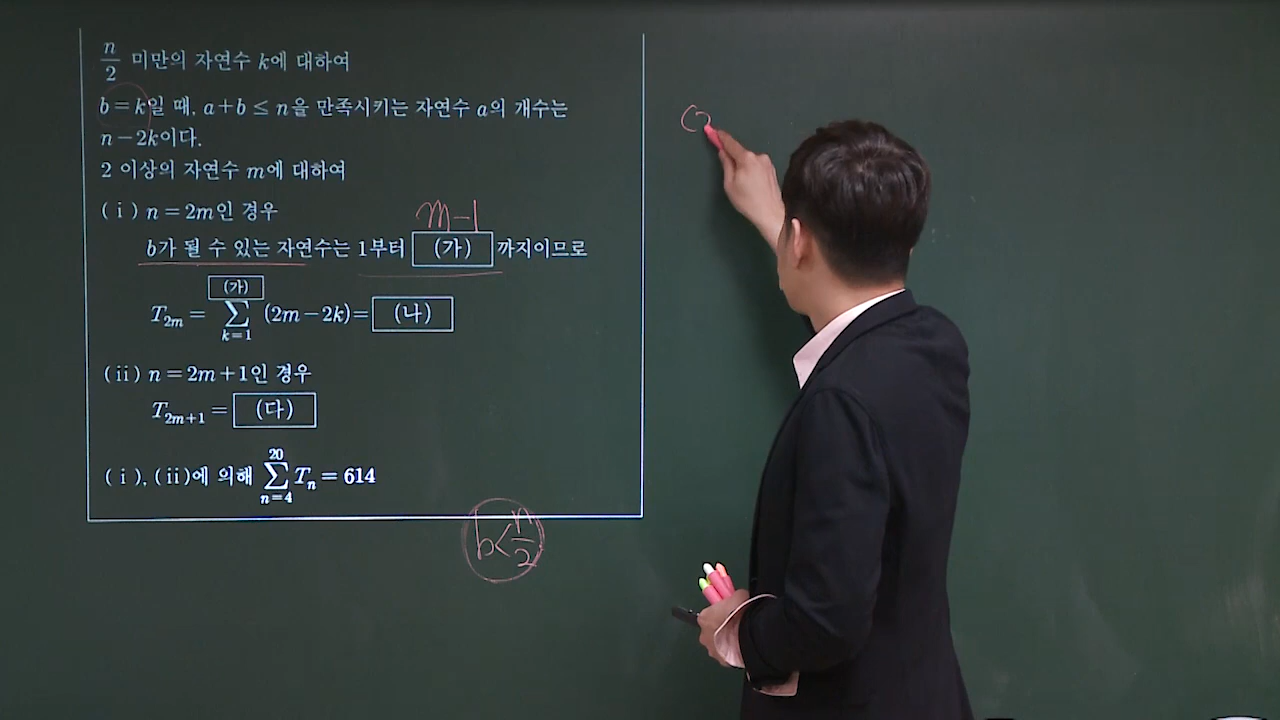 n/2 미만의 자연수 k에 대하여
b=k일 때, a+b≤n을 만족시키는 자연수 a의 개수는
n-2k이다.
2 이상의 자연수 m에 대하여
(ⅰ) n=2m인 경우
m-1
b가 될 수 있는 자연수는 1부터 (가) 까지이므로
T_{2m} = \sum_{k=1}^{(가)} (2m-2k)= (나)
(ⅱ) n=2m+1인 경우
T_{2m+1} = (다)
(ⅰ), (ⅱ)에 의해 \sum_{n=4}^{20} T_n = 614
b<n/2